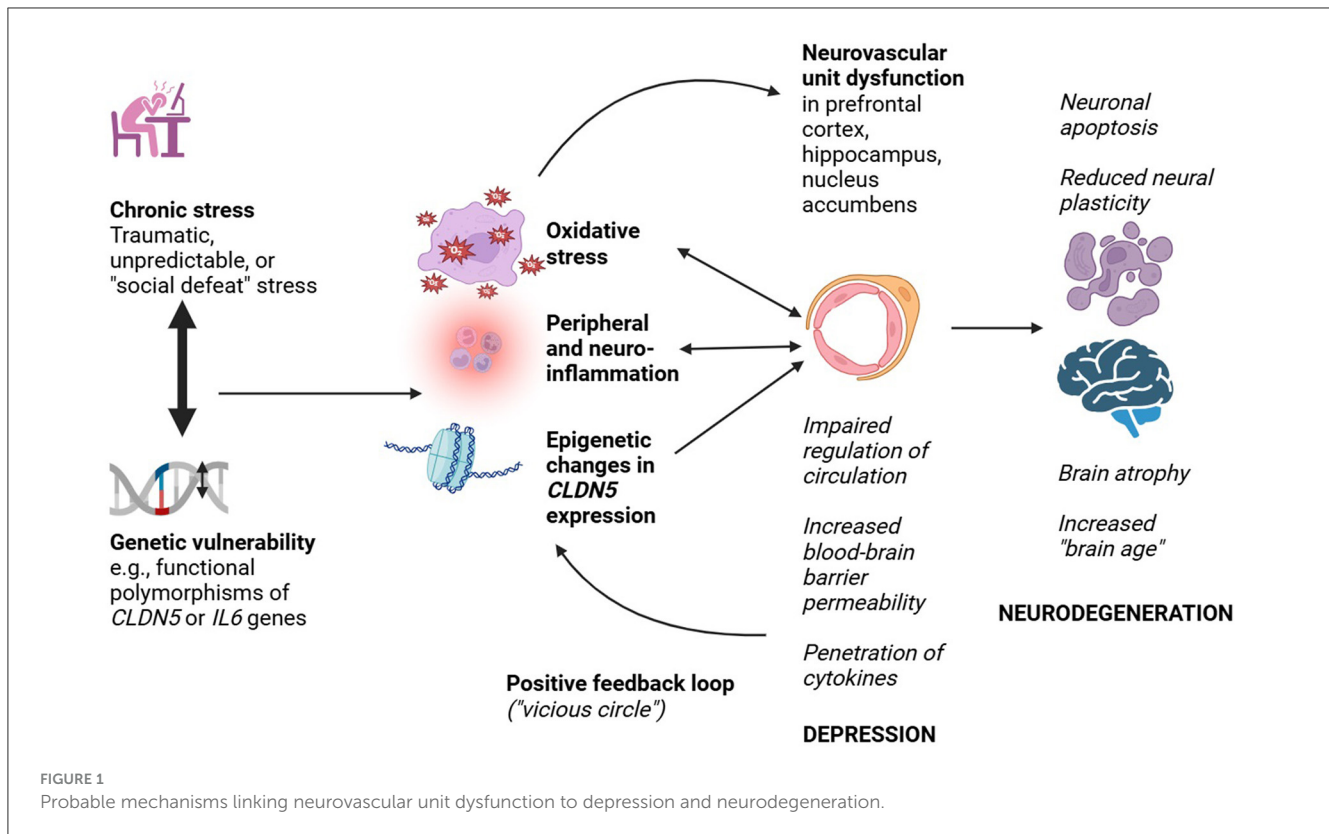 Chronic stress
Traumatic,
unpredictable, or
"social defeat" stress
Genetic vulnerability
e.g., functional
polymorphisms of
CLDN5 or IL6 genes
Oxidative
stress
Peripheral
and neuro-
inflammation
Epigenetic
changes in
CLDN5
expression
Positive feedback loop
("vicious circle")
Neurovascular
unit dysfunction
in prefrontal
cortex,
hippocampus,
nucleus
accumbens
Impaired
regulation of
circulation
Increased
blood-brain
barrier
permeability
Penetration of
cytokines
DEPRESSION
Neuronal
apoptosis
Reduced neural
plasticity
Brain atrophy
Increased
"brain age"
NEURODEGENERATION
FIGURE 1
Probable mechanisms linking neurovascular unit dysfunction to depression and neurodegeneration.